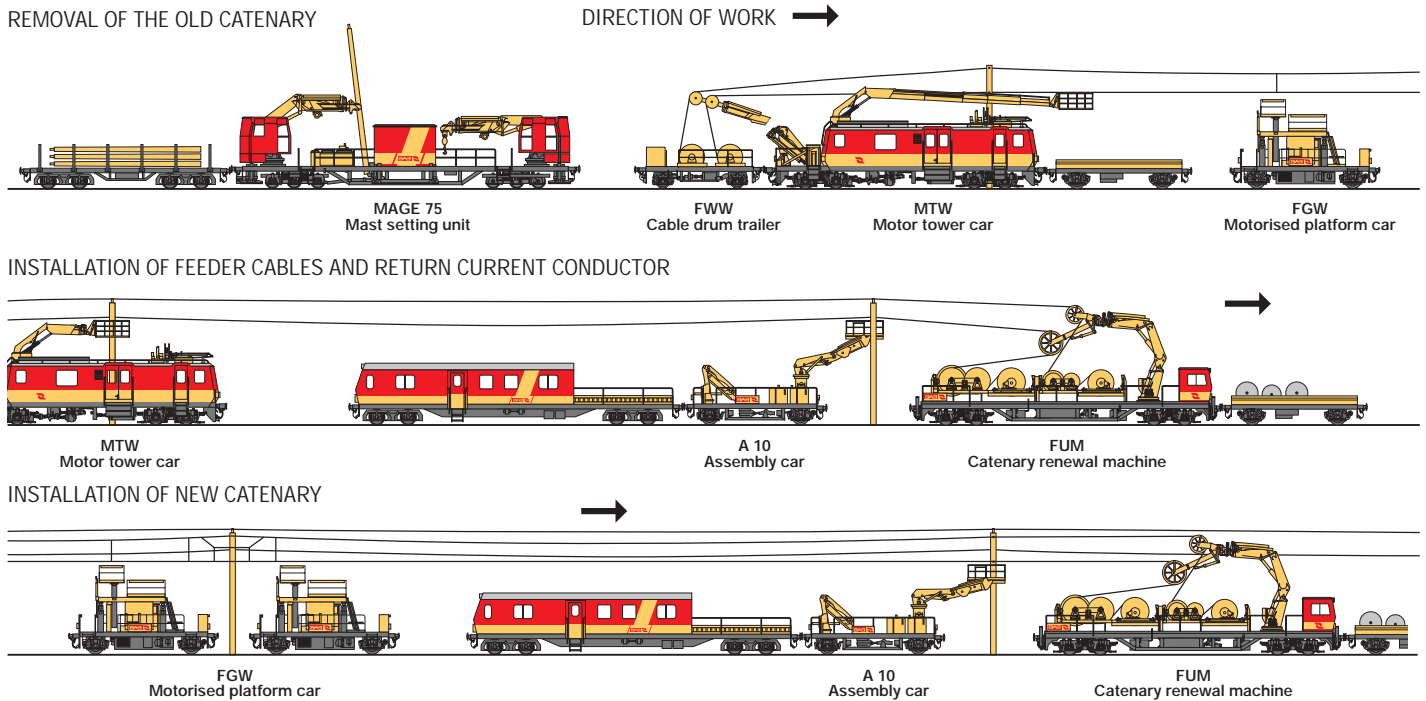 REMOVAL OF THE OLD CATENARY
DIRECTION OF WORK
MAGE 75
Mast setting unit
FWW
Cable drum trailer
MTW
Motor tower car
FGW
Motorised platform car
INSTALLATION OF FEEDER CABLES AND RETURN CURRENT CONDUCTOR
MTW
Motor tower car
A 10
Assembly car
FUM
Catenary renewal machine
INSTALLATION OF NEW CATENARY
FGW
Motorised platform car
A 10
Assembly car
FUM
Catenary renewal machine